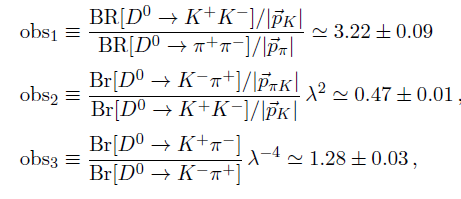 obs₁ ≡ BR[D⁰ → K⁺K⁻]/|p⃗_K| / BR[D⁰ → π⁺π⁻]/|p⃗_π| ≃ 3.22 ± 0.09
obs₂ ≡ Br[D⁰ → K⁻π⁺]/|p⃗_πK| / Br[D⁰ → K⁺K⁻]/|p⃗_K| λ² ≃ 0.47 ± 0.01 ,
obs₃ ≡ Br[D⁰ → K⁺π⁻] / Br[D⁰ → K⁻π⁺] λ⁻⁴ ≃ 1.28 ± 0.03 ,